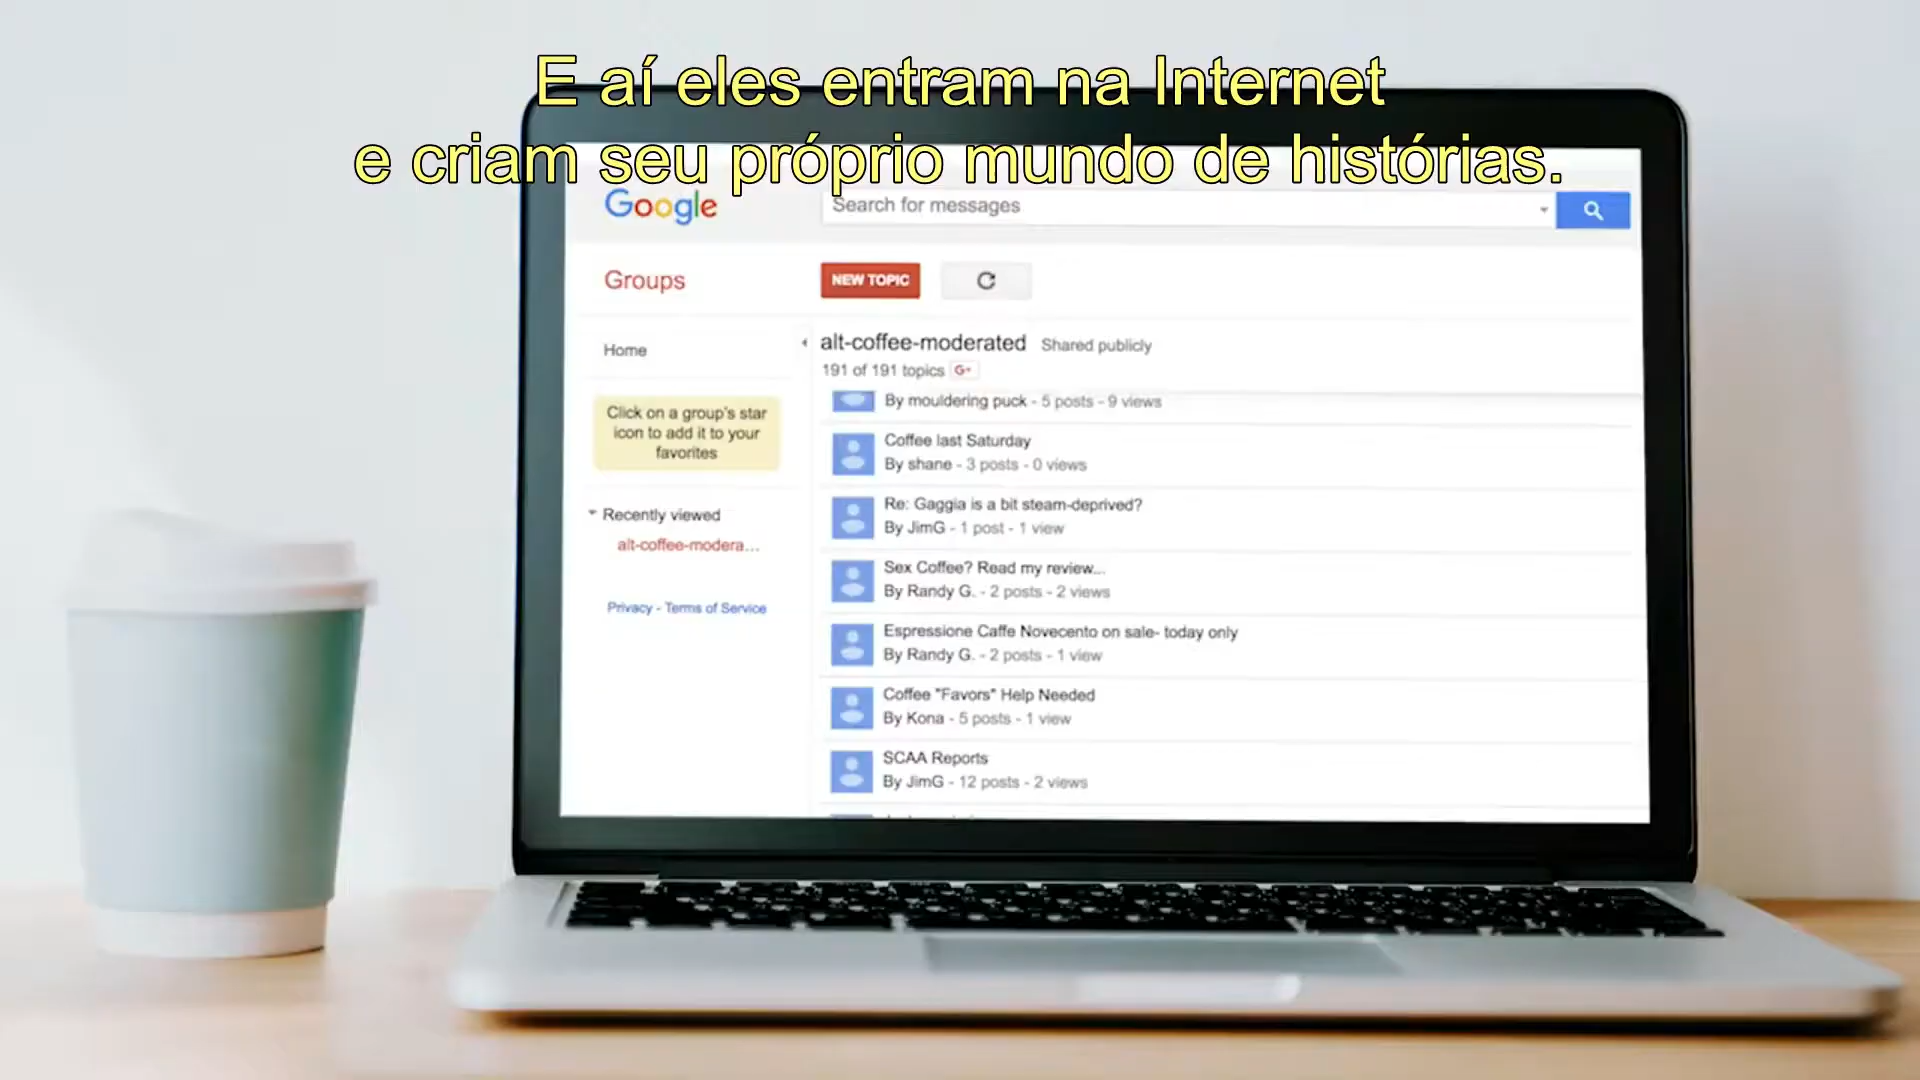 E aí eles entram na Internet
e criam seu próprio mundo de histórias.
Google
Search for messages
Groups
NEW TOPIC
Home
alt-coffee-moderated Shared publicly
191 of 191 topics G+
Click on a group's star
icon to add it to your
favorites
Recently viewed
alt-coffee-modera...
Privacy - Terms of Service
By mouldering puck - 5 posts - 9 views
Coffee last Saturday
By shane - 3 posts - 0 views
Re: Gaggia is a bit steam-deprived?
By JimG - 1 post - 1 view
Sex Coffee? Read my review...
By Randy G. - 2 posts - 2 views
Espressione Caffe Novecento on sale- today only
By Randy G. - 2 posts - 1 view
Coffee "Favors" Help Needed
By Kona - 5 posts - 1 view
SCAA Reports
By JimG - 12 posts - 2 views